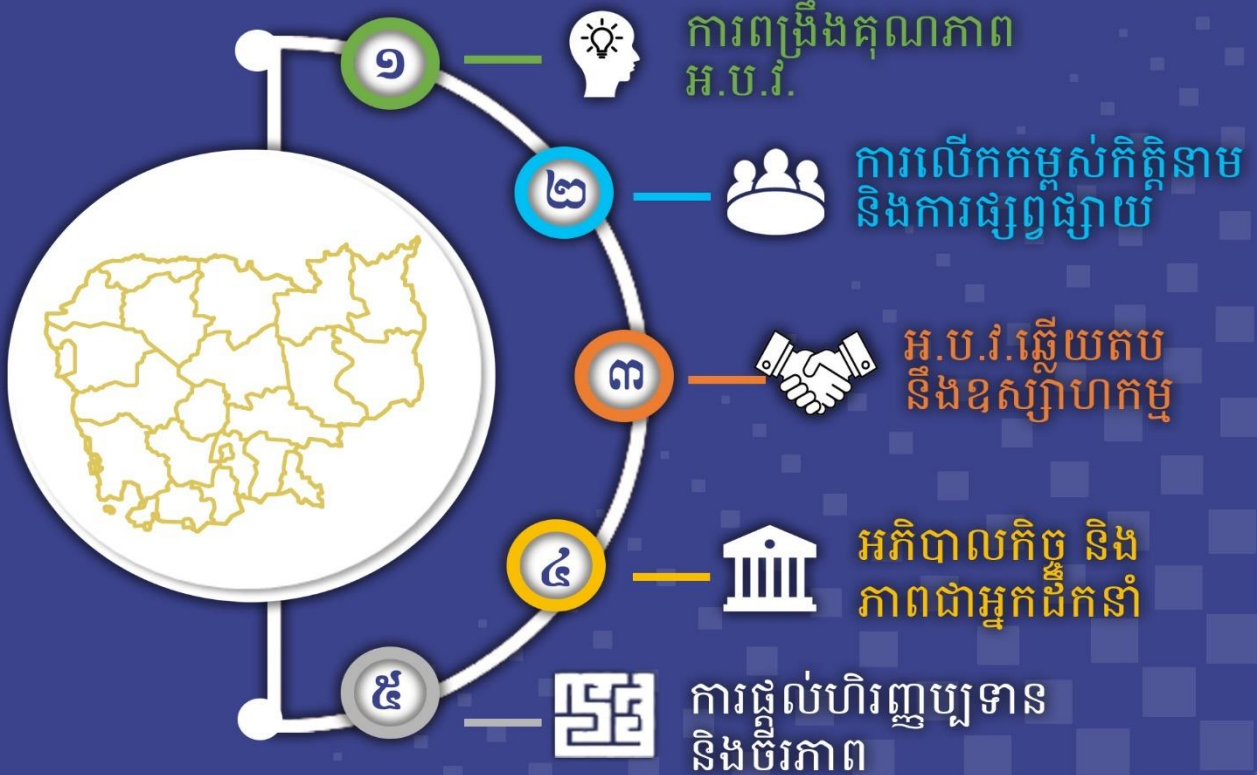 ១
ការពង្រឹងគុណភាព
អ.ប.វ.
២
ការលើកកម្ពស់កិត្តិនាម
និងការផ្សព្វផ្សាយ
៣
អ.ប.វ.ឆ្លើយតប
នឹងឧស្សាហកម្ម
៤
អភិបាលកិច្ច និង
ភាពជាអ្នកដឹកនាំ
៥
ការផ្តល់ហិរញ្ញប្បទាន
និងចីរភាព